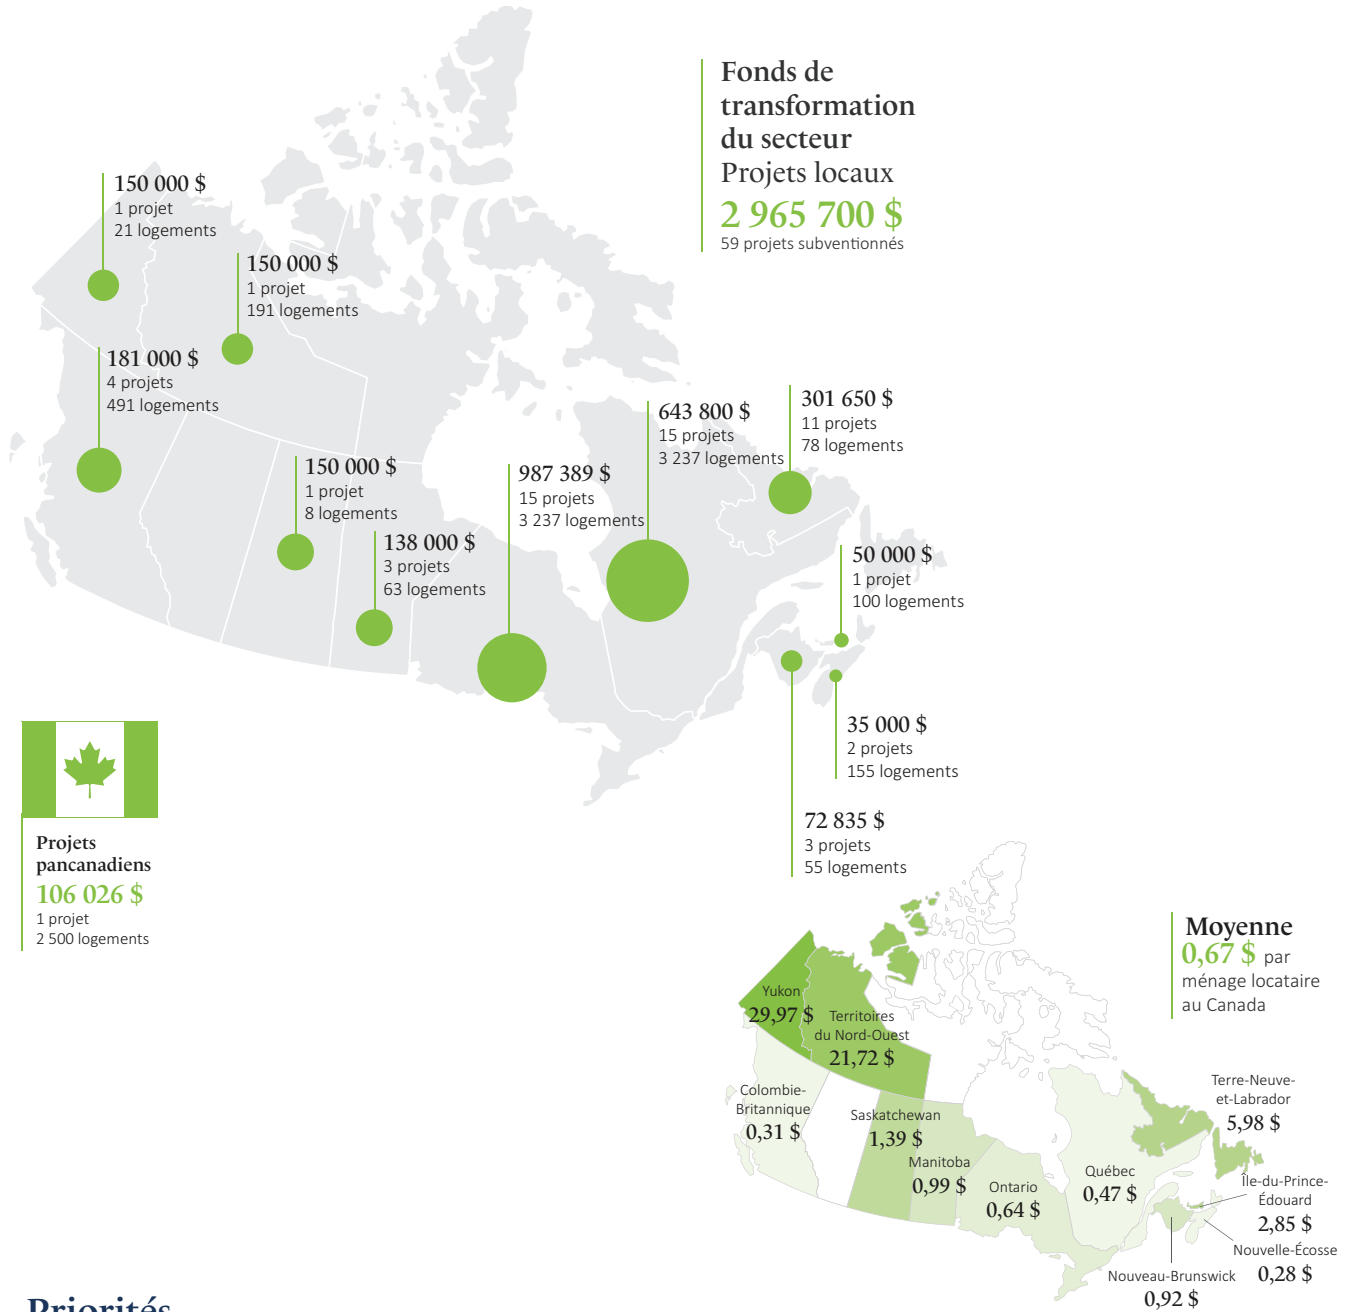 Fonds de
transformation
du secteur
Projets locaux
2 965 700 $
59 projets subventionnés
150 000 $
1 projet
21 logements
150 000 $
1 projet
191 logements
181 000 $
4 projets
491 logements
150 000 $
1 projet
8 logements
138 000 $
3 projets
63 logements
987 389 $
15 projets
3 237 logements
643 800 $
15 projets
3 237 logements
301 650 $
11 projets
78 logements
50 000 $
1 projet
100 logements
35 000 $
2 projets
155 logements
72 835 $
3 projets
55 logements
Projets
pancanadiens
106 026 $
1 projet
2 500 logements
Moyenne
0,67 $ par
ménage locataire
au Canada
Yukon
29,97 $
Territoires
du Nord-Ouest
21,72 $
Colombie-
Britannique
0,31 $
Saskatchewan
1,39 $
Manitoba
0,99 $
Ontario
0,64 $
Québec
0,47 $
Terre-Neuve-
et-Labrador
5,98 $
Île-du-Prince-
Édouard
2,85 $
Nouvelle-Écosse
0,28 $
Nouveau-Brunswick
0,92 $
Priorités